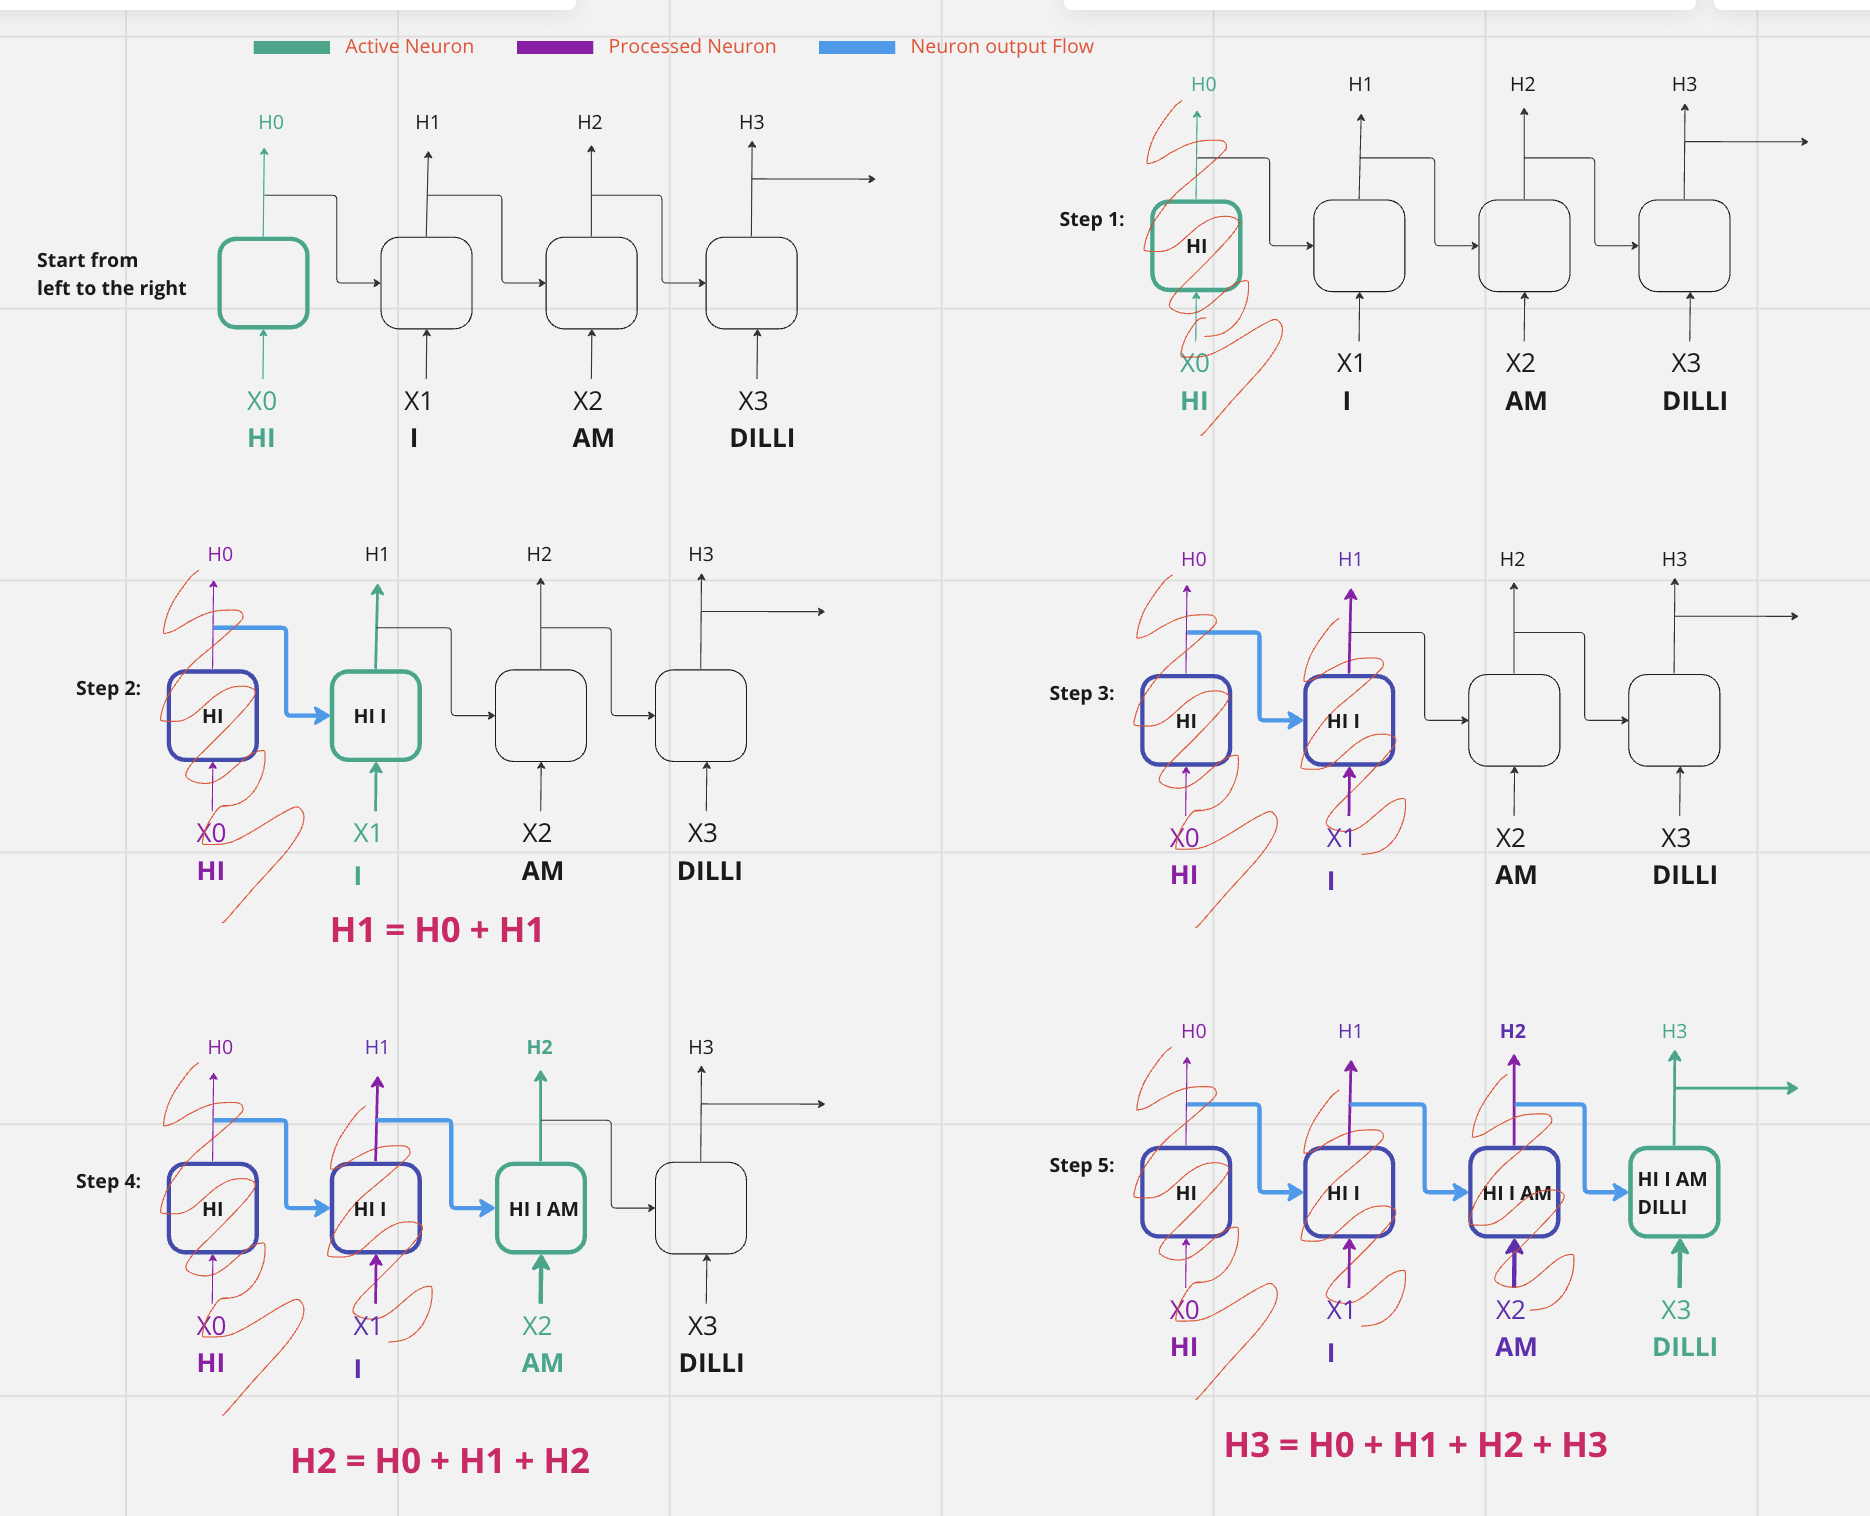 Active Neuron Processed Neuron Neuron output Flow
H0 H1 H2 H3
Start from
left to the right
X0 X1 X2 X3
HI I AM DILLI
H0 H1 H2 H3
Step 1:
HI
X0 X1 X2 X3
HI I AM DILLI
H0 H1 H2 H3
Step 2:
HI HI I
X0 X1 X2 X3
HI I AM DILLI
H1 = H0 + H1
H0 H1 H2 H3
Step 3:
HI HI I
X0 X1 X2 X3
HI I AM DILLI
H0 H1 H2 H3
Step 4:
HI HI I HI I AM
X0 X1 X2 X3
HI I AM DILLI
H2 = H0 + H1 + H2
H0 H1 H2 H3
Step 5:
HI HI I HI I AM HI I AM
DILLI
X0 X1 X2 X3
HI I AM DILLI
H3 = H0 + H1 + H2 + H3